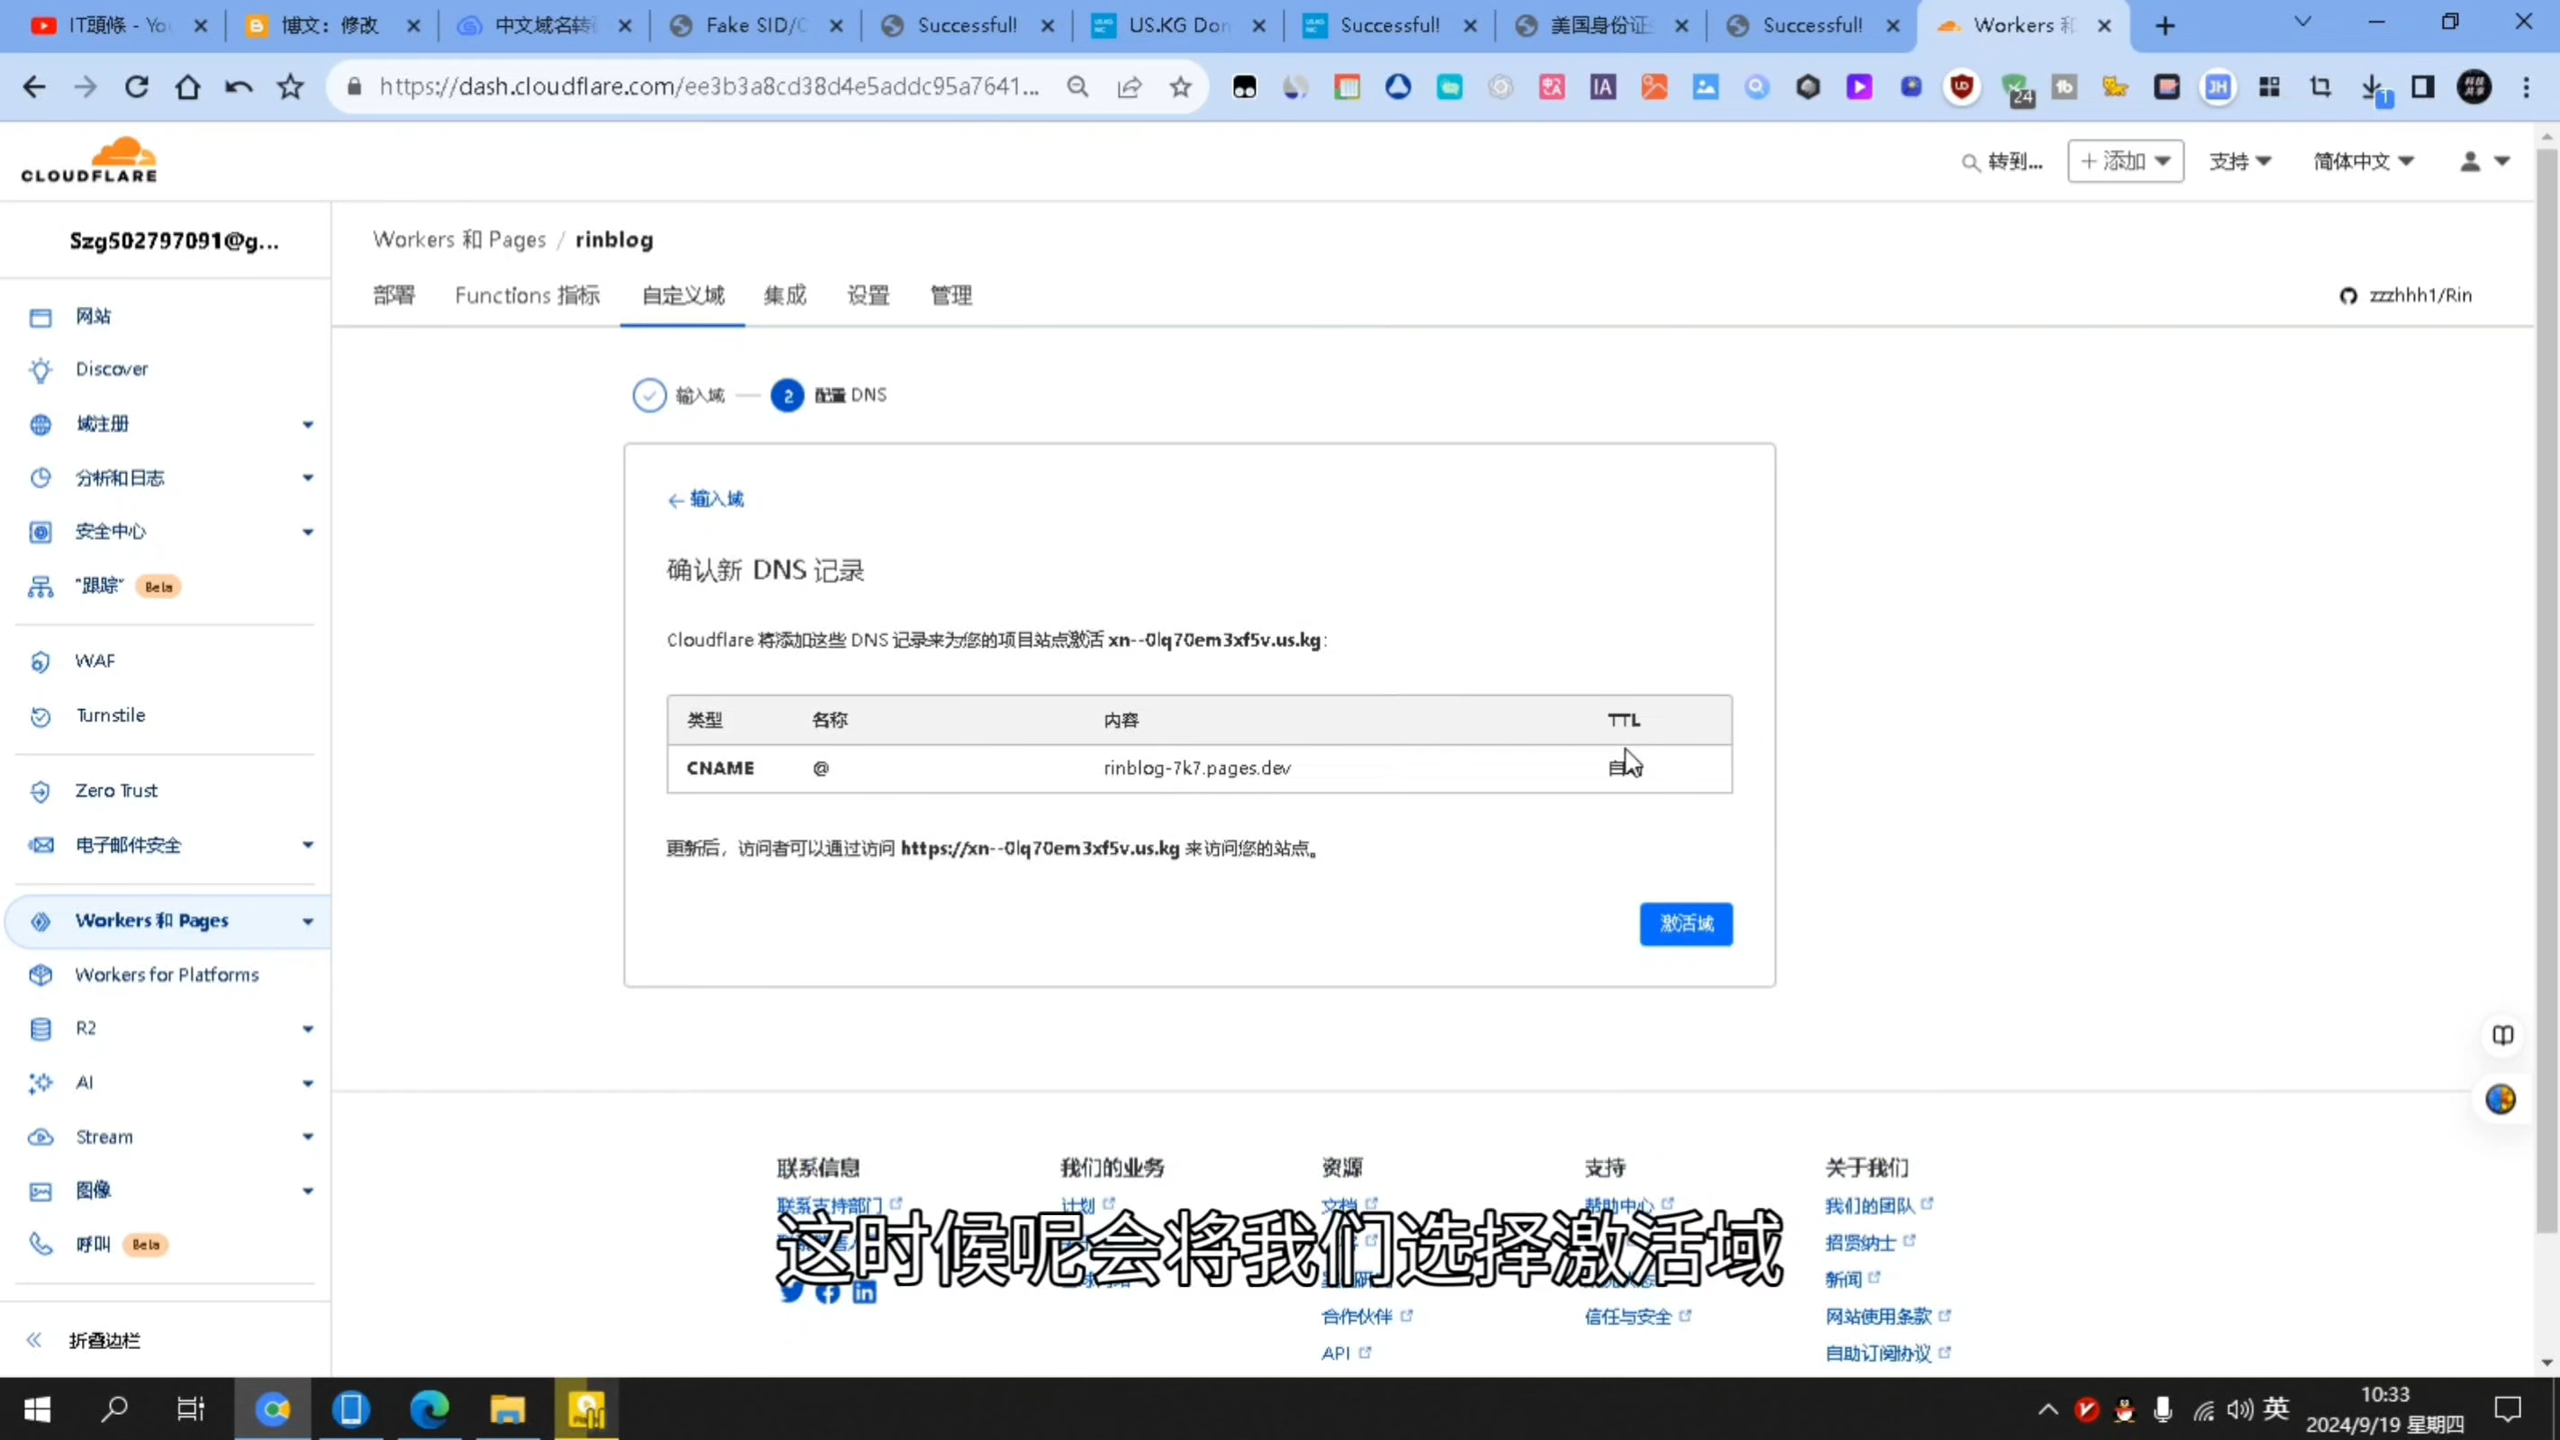 IT頭條 - Yo
博文：修改
中文域名转
Fake SID/C
Successful!
US.KG Don
Successful!
美国身份证
Successful!
Workers 和
https://dash.cloudflare.com/ee3b3a8cd38d4e5addc95a7641...
24
1
CLOUDFLARE
转到...
添加
支持
简体中文
Szg502797091@g...
Workers 和 Pages / rinblog
部署
Functions 指标
自定义域
集成
设置
管理
zzzhhh1/Rin
网站
Discover
域注册
分析和日志
安全中心
"跟踪" Beta
WAF
Turnstile
Zero Trust
电子邮件安全
Workers 和 Pages
Workers for Platforms
R2
AI
Stream
图像
呼叫 Beta
折叠边栏
输入域
2 配置 DNS
输入域
确认新 DNS 记录
Cloudflare 将添加这些 DNS 记录来为您的项目站点激活 xn--0lq70em3xf5v.us.kg:
类型 名称 内容 TTL
CNAME @ rinblog-7k7.pages.dev
更新后，访问者可以通过访问 https://xn--0lq70em3xf5v.us.kg 来访问您的站点。
激活域
联系信息
联系支持部门
我们的业务
计划
资源
文档
合作伙伴
API
支持
帮助中心
信任与安全
关于我们
我们的团队
招贤纳士
新闻
网站使用条款
自助订阅协议
这时候呢会将我们选择激活域
英
10:33
2024/9/19 星期四